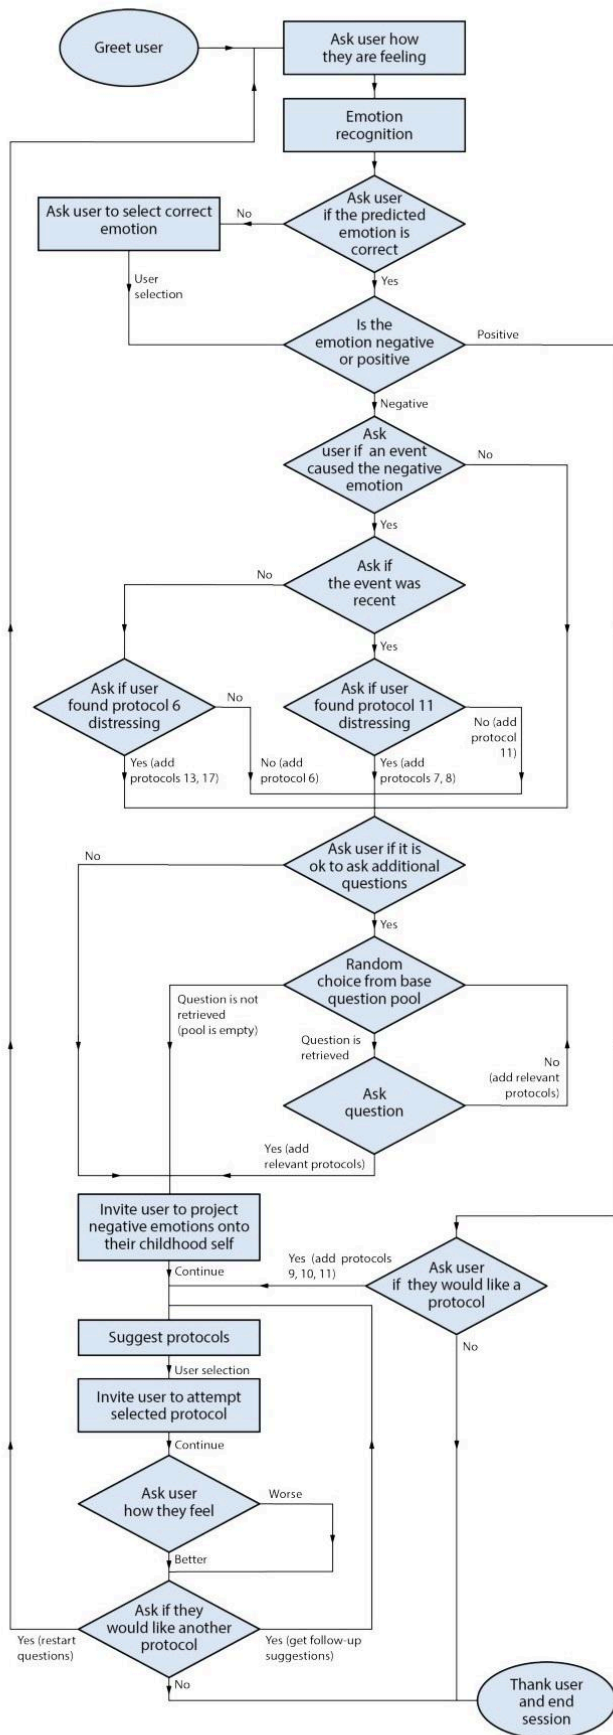 Greet user
Ask user how
they are feeling
Emotion
recognition
Ask user
if the predicted
emotion is
correct
No
Ask user to select correct
emotion
User
selection
Yes
Is the
emotion negative
or positive
Positive
Negative
Ask
user if an event
caused the negative
emotion
No
Yes
Ask if
the event was
recent
No
Yes
Ask if user
found protocol 6
distressing
No
Ask if user
found protocol 11
distressing
No (add
protocol
11)
Yes (add
protocols 13, 17)
No (add
protocol 6)
Yes (add
protocols 7, 8)
Ask user if it is
ok to ask additional
questions
No
Yes
Random
choice from base
question pool
Question is not
retrieved
(pool is empty)
Question is
retrieved
No
(add relevant
protocols)
Ask
question
Yes (add
relevant protocols)
Invite user to project
negative emotions onto
their childhood self
Yes (add protocols
9, 10, 11)
Ask user
if they would like a
protocol
Continue
No
Suggest protocols
User selection
Invite user to attempt
selected protocol
Continue
Ask user
how they feel
Worse
Better
Ask if they
would like another
protocol
Yes (restart
questions)
Yes (get follow-up
suggestions)
No
Thank user
and end
session